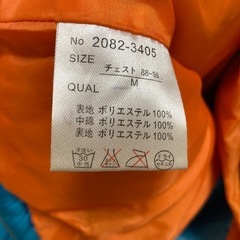 No 2082-3405
SIZE
チェスト 88-96
M
QUAL
表地 ポリエステル100%
中綿 ポリエステル100%
裏地 ポリエステル100%